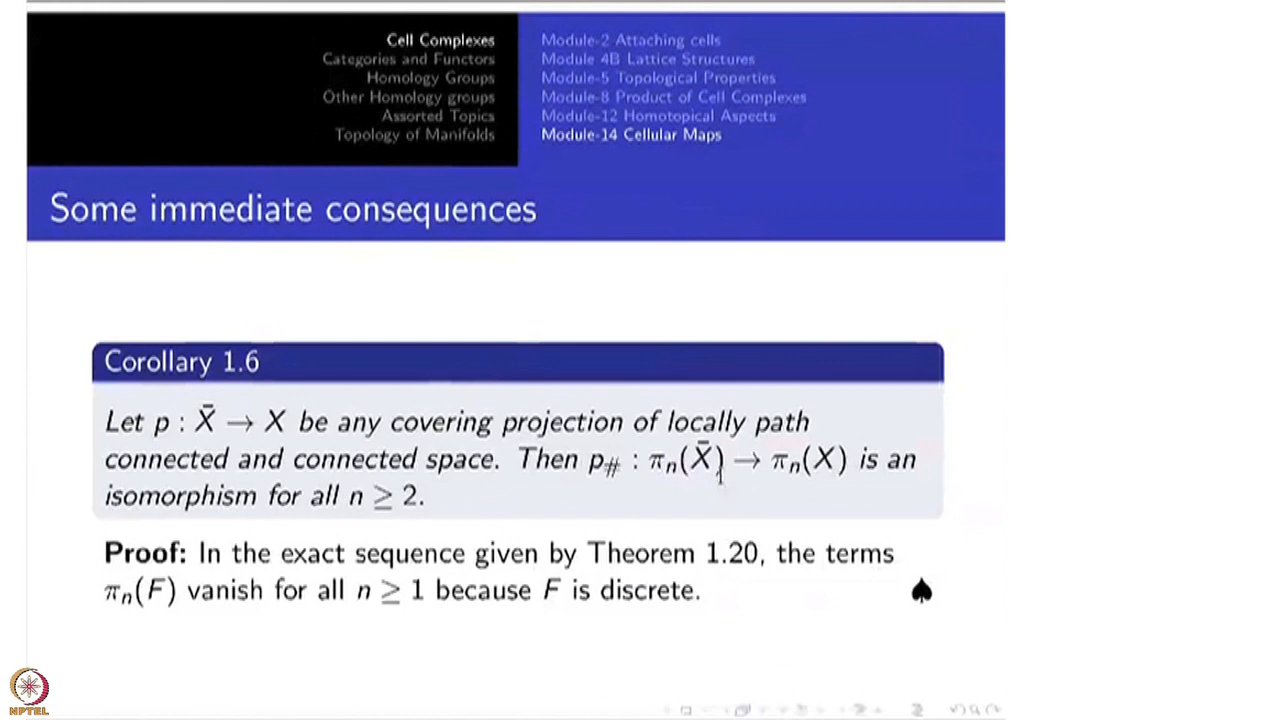 Cell Complexes
Categories and Functors
Homology Groups
Other Homology groups
Assorted Topics
Topology of Manifolds
Module-2 Attaching cells
Module 4B Lattice Structures
Module-5 Topological Properties
Module-8 Product of Cell Complexes
Module-12 Homotopical Aspects
Module-14 Cellular Maps
Some immediate consequences
Corollary 1.6
Let p : X̄ → X be any covering projection of locally path
connected and connected space. Then p# : πn(X̄) → πn(X) is an
isomorphism for all n ≥ 2.
Proof: In the exact sequence given by Theorem 1.20, the terms
πn(F) vanish for all n ≥ 1 because F is discrete. ♠
NPTEL